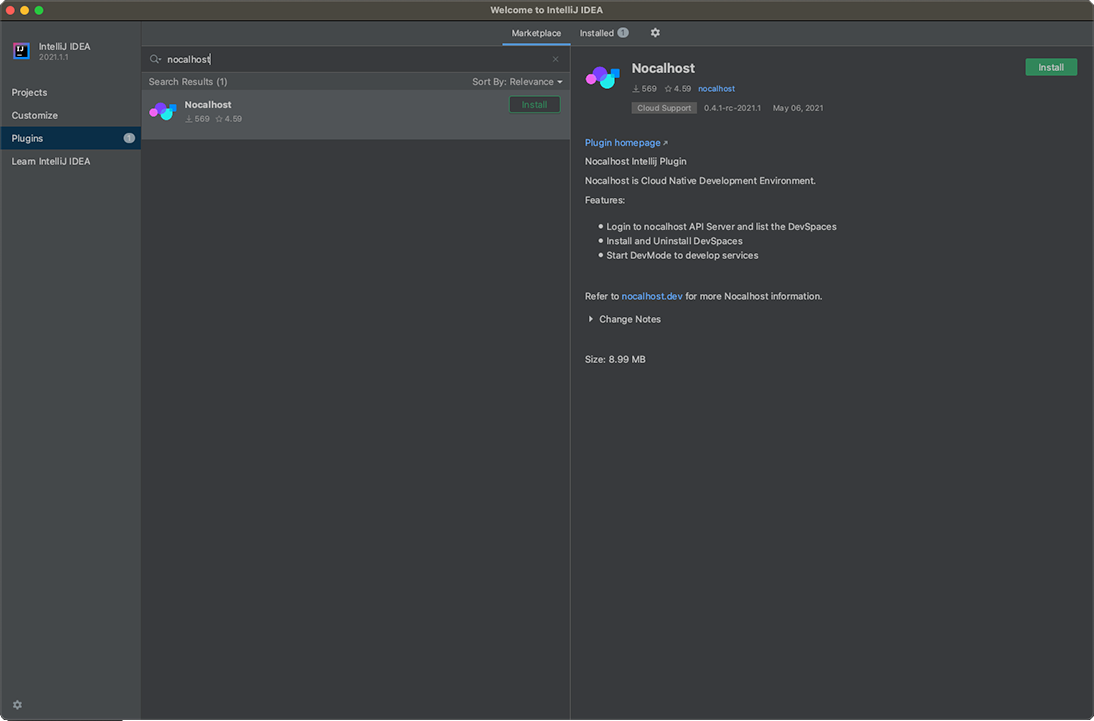 Welcome to IntelliJ IDEA
IJ
IntelliJ IDEA
2021.1.1
Projects
Customize
Plugins 1
Learn IntelliJ IDEA
Marketplace Installed 1
nocalhost
Search Results (1) Sort By: Relevance
Nocalhost Install
569 4.59
Nocalhost Install
569 4.59 nocalhost
Cloud Support 0.4.1-rc-2021.1 May 06, 2021
Plugin homepage ↗
Nocalhost Intellij Plugin
Nocalhost is Cloud Native Development Environment.
Features:
• Login to nocalhost API Server and list the DevSpaces
• Install and Uninstall DevSpaces
• Start DevMode to develop services
Refer to nocalhost.dev for more Nocalhost information.
Change Notes
Size: 8.99 MB